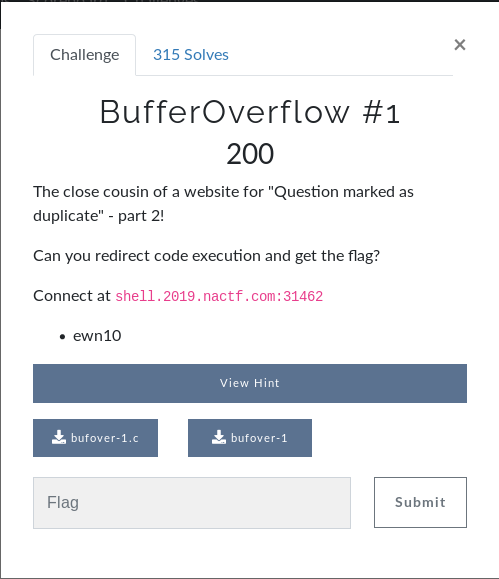 Challenge
315 Solves
×
BufferOverflow #1
200
The close cousin of a website for "Question marked as
duplicate" - part 2!
Can you redirect code execution and get the flag?
Connect at shell.2019.nactf.com:31462
• ewn10
View Hint
bufover-1.c
bufover-1
Flag
Submit